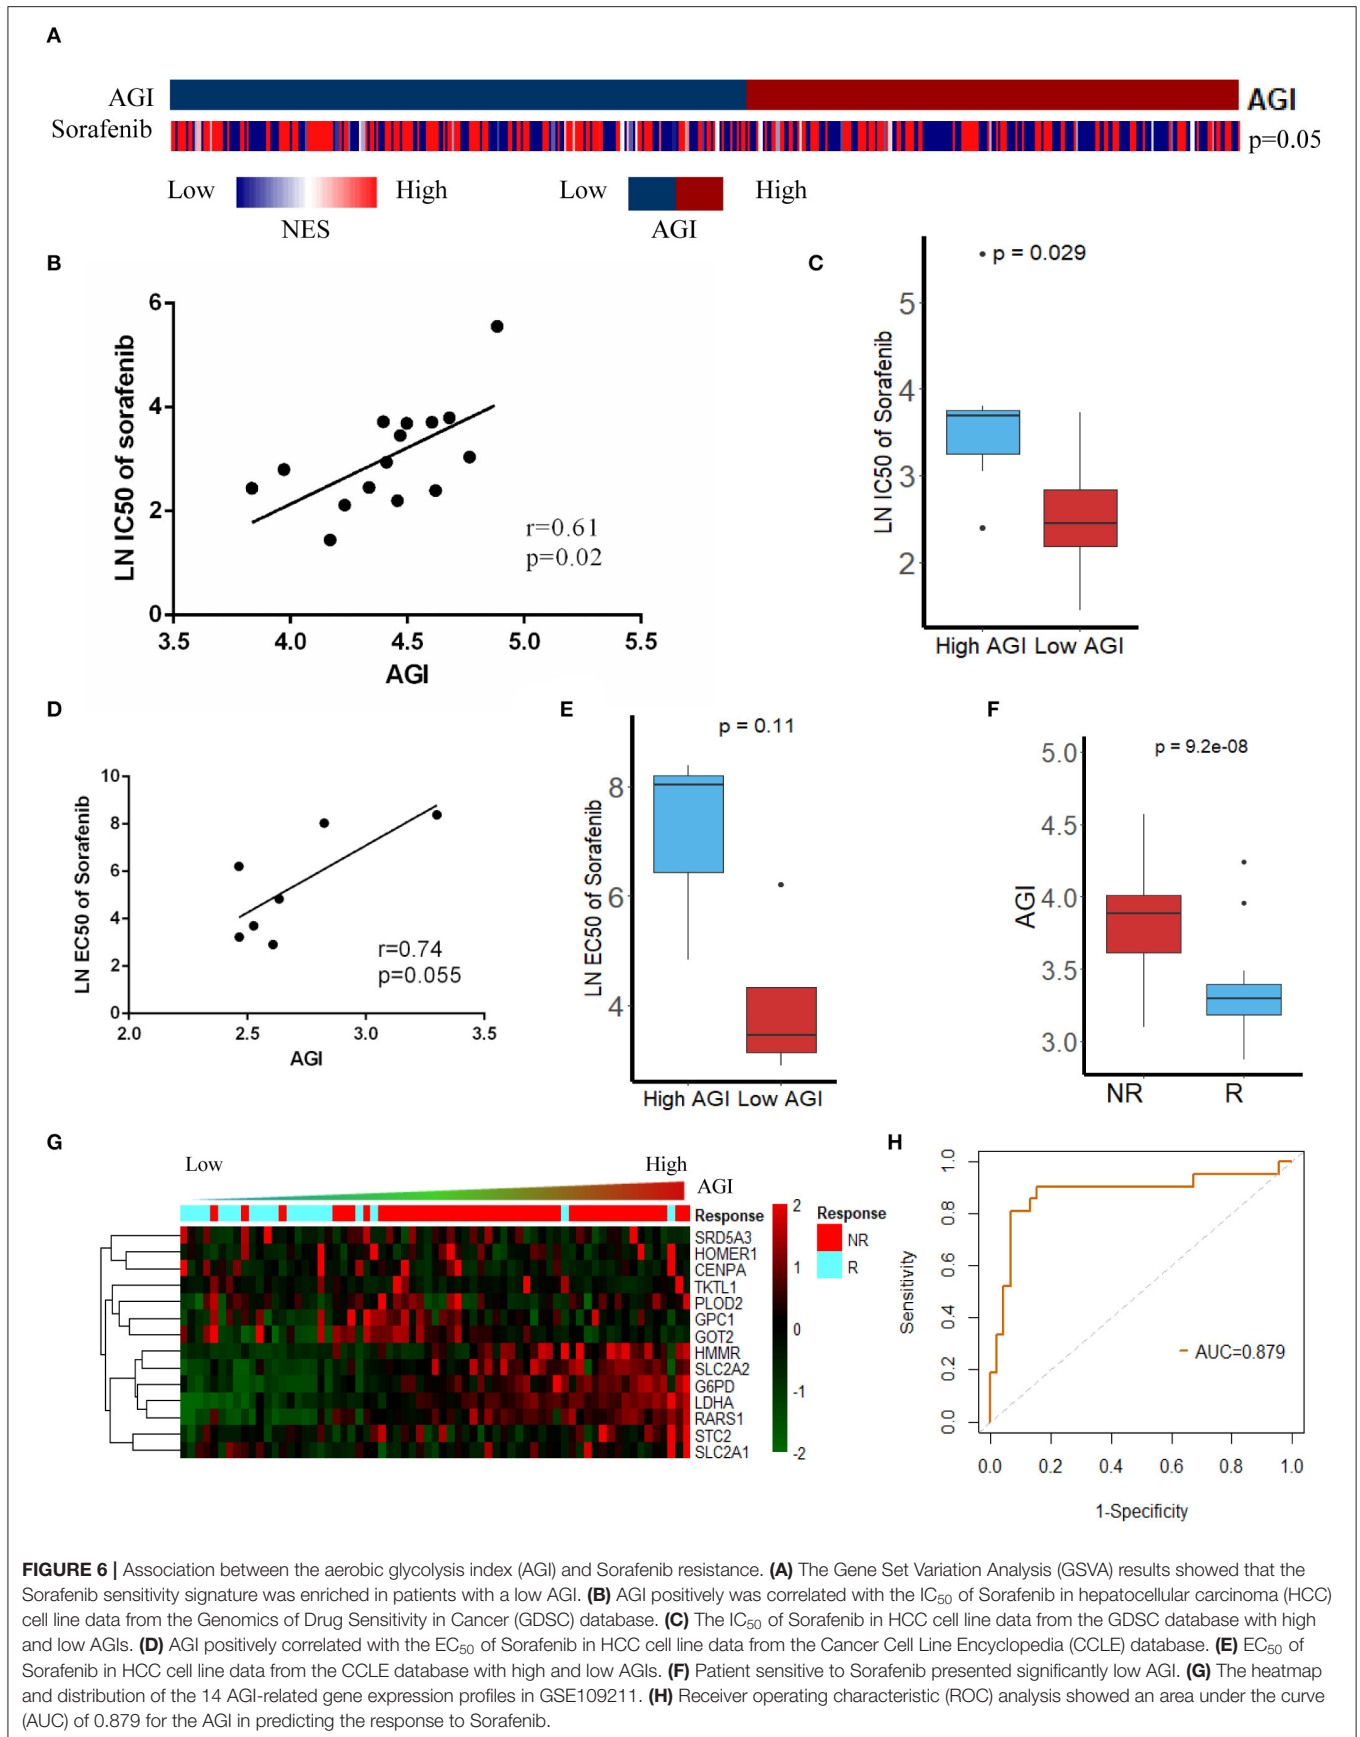 A
AGI
AGI
Sorafenib
p=0.05
Low
High
NES
Low
High
AGI
B
6
4
2
0
LN IC50 of sorafenib
r=0.61
p=0.02
3.5
4.0
4.5
5.0
5.5
AGI
C
p = 0.029
5
4
3
2
LN IC50 of Sorafenib
High AGI
Low AGI
D
10
8
6
4
2
0
LN EC50 of Sorafenib
r=0.74
p=0.055
2.0
2.5
3.0
3.5
AGI
E
p = 0.11
8
6
4
LN EC50 of Sorafenib
High AGI
Low AGI
F
p = 9.2e-08
5.0
4.5
4.0
3.5
3.0
AGI
NR
R
G
Low
High
AGI
Response
SRD5A3
HOMER1
CENPA
TKTL1
PLOD2
GPC1
GOT2
HMMR
SLC2A2
G6PD
LDHA
RARS1
STC2
SLC2A1
2
1
0
-1
-2
Response
NR
R
H
1.0
0.8
0.6
0.4
0.2
0.0
Sensitivity
AUC=0.879
0.0
0.2
0.4
0.6
0.8
1.0
1-Specificity
FIGURE 6 | Association between the aerobic glycolysis index (AGI) and Sorafenib resistance. (A) The Gene Set Variation Analysis (GSVA) results showed that the
Sorafenib sensitivity signature was enriched in patients with a low AGI. (B) AGI positively was correlated with the IC50 of Sorafenib in hepatocellular carcinoma (HCC)
cell line data from the Genomics of Drug Sensitivity in Cancer (GDSC) database. (C) The IC50 of Sorafenib in HCC cell line data from the GDSC database with high
and low AGIs. (D) AGI positively correlated with the EC50 of Sorafenib in HCC cell line data from the Cancer Cell Line Encyclopedia (CCLE) database. (E) EC50 of
Sorafenib in HCC cell line data from the CCLE database with high and low AGIs. (F) Patient sensitive to Sorafenib presented significantly low AGI. (G) The heatmap
and distribution of the 14 AGI-related gene expression profiles in GSE109211. (H) Receiver operating characteristic (ROC) analysis showed an area under the curve
(AUC) of 0.879 for the AGI in predicting the response to Sorafenib.